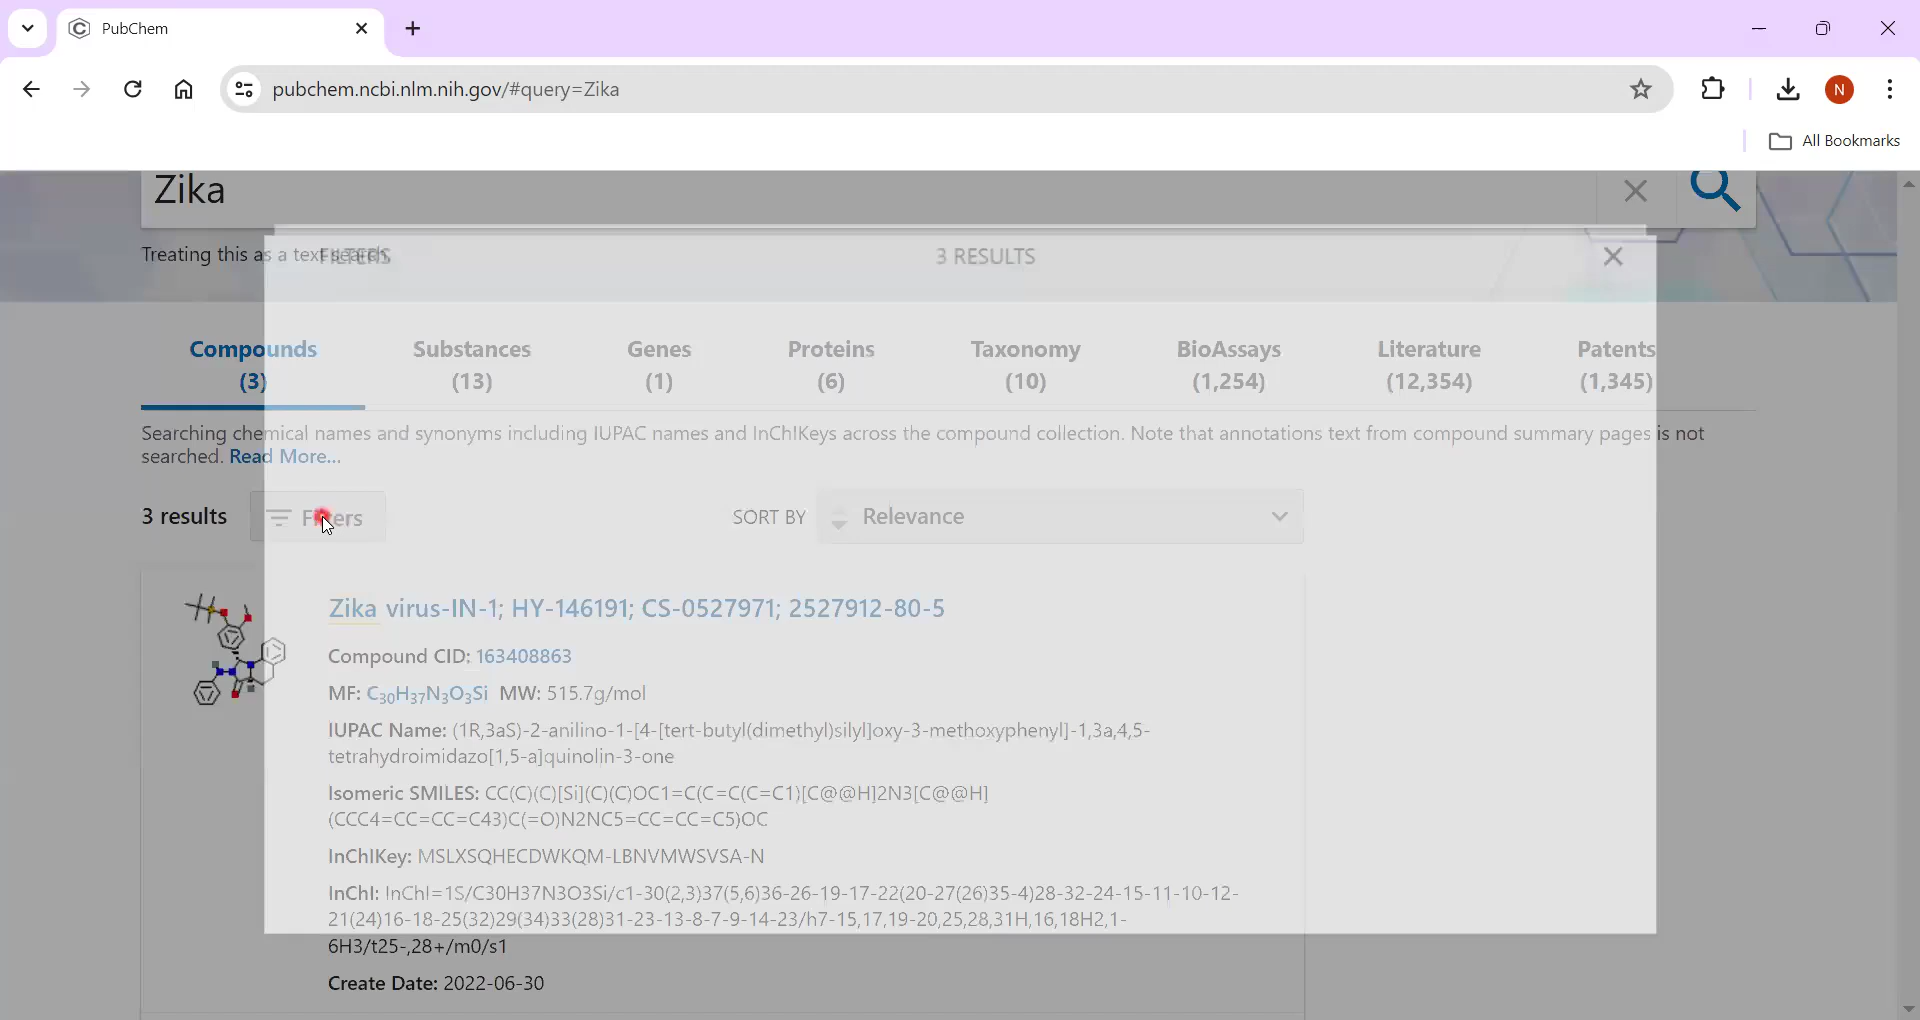 PubChem
pubchem.ncbi.nlm.nih.gov/#query=Zika
N
All Bookmarks
Zika
Treating this as a text search.
FILTERS
3 RESULTS
Compounds Substances Genes Proteins Taxonomy BioAssays Literature Patents
(3) (13) (1) (6) (10) (1,254) (12,354) (1,345)
Searching chemical names and synonyms including IUPAC names and InChIKeys across the compound collection. Note that annotations text from compound summary pages is not
searched. Read More...
3 results Filters SORT BY Relevance
Zika virus-IN-1; HY-146191; CS-0527971; 2527912-80-5
Compound CID: 163408863
MF: C₃₀H₃₇N₃O₃Si MW: 515.7g/mol
IUPAC Name: (1R,3aS)-2-anilino-1-[4-[tert-butyl(dimethyl)silyl]oxy-3-methoxyphenyl]-1,3a,4,5-
tetrahydroimidazo[1,5-a]quinolin-3-one
Isomeric SMILES: CC(C)(C)[Si](C)(C)OC1=C(C=C(C=C1)[C@@H]2N3[C@@H]
(CCC4=CC=CC=C43)C(=O)N2NC5=CC=CC=C5)OC
InChIKey: MSLXSQHECDWKQM-LBNVMWSVSA-N
InChI: InChI=1S/C30H37N3O3Si/c1-30(2,3)37(5,6)36-26-19-17-22(20-27(26)35-4)28-32-24-15-11-10-12-
21(24)16-18-25(32)29(34)33(28)31-23-13-8-7-9-14-23/h7-15,17,19-20,25,28,31H,16,18H2,1-
6H3/t25-,28+/m0/s1
Create Date: 2022-06-30